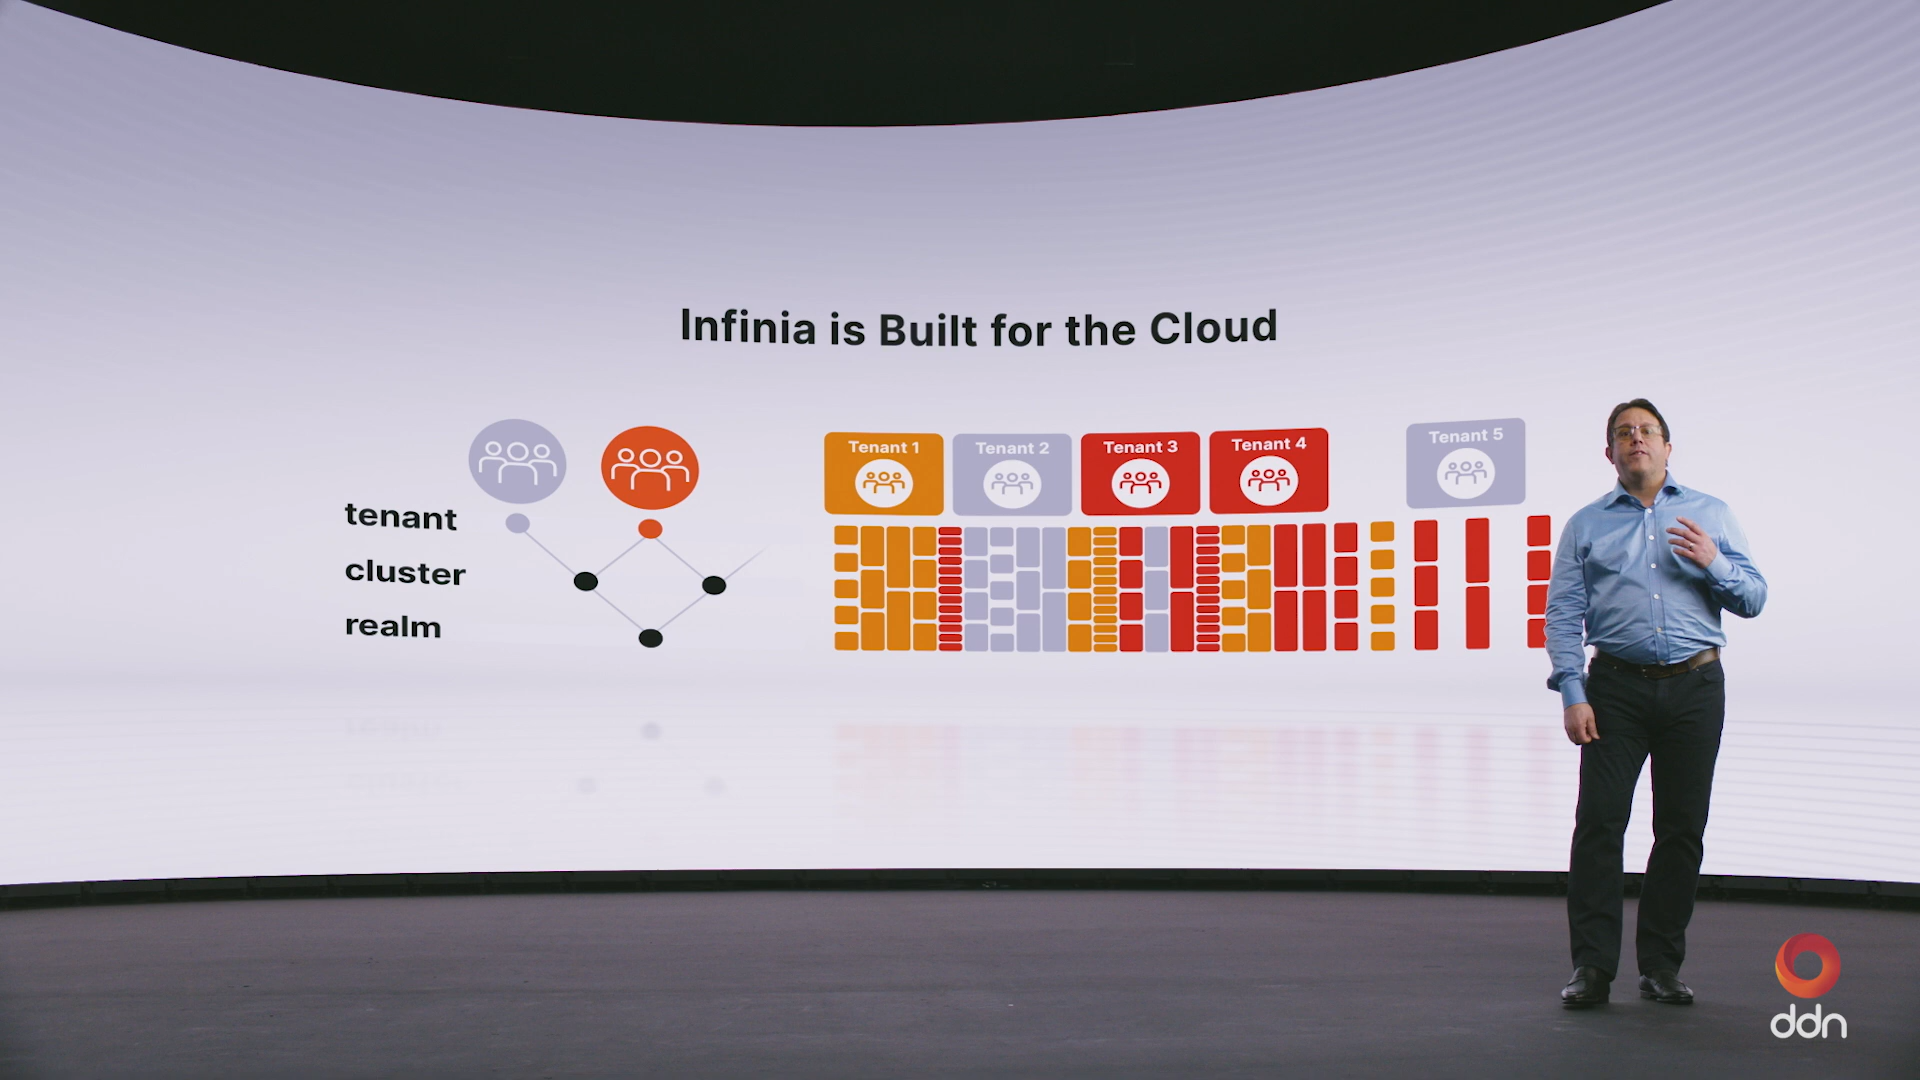 Infinia is Built for the Cloud
tenant
cluster
realm
Tenant 1
Tenant 2
Tenant 3
Tenant 4
Tenant 5
ddn